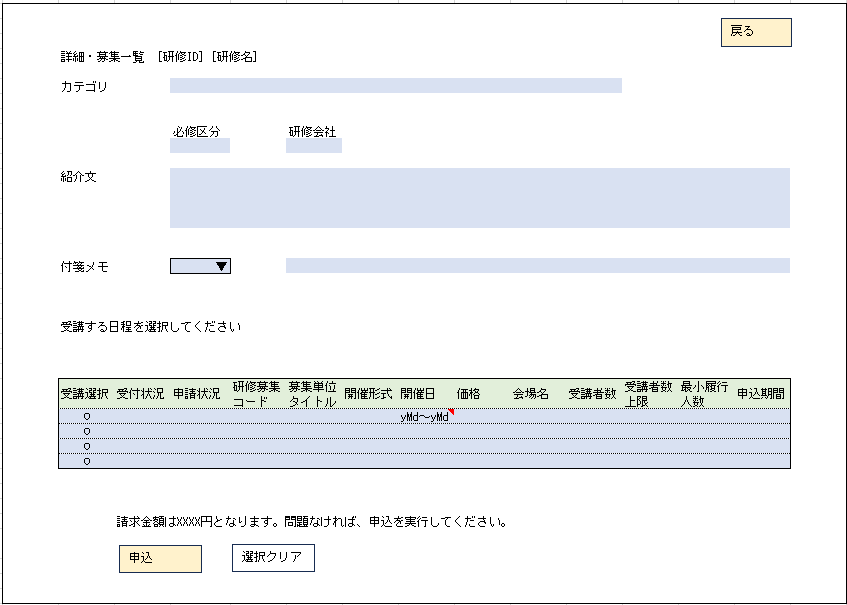 戻る
詳細・募集一覧　[研修ID] [研修名]
カテゴリ
必修区分　研修会社
紹介文
付箋メモ　▼
受講する日程を選択してください
受講選択　受付状況　申請状況　研修募集コード　募集単位タイトル　開催形式　開催日　価格　会場名　受講者数　受講者数上限　最小履行人数　申込期間
○　yMd～yMd
○
○
○
請求金額はXXXX円となります。問題なければ、申込を実行してください。
申込　選択クリア